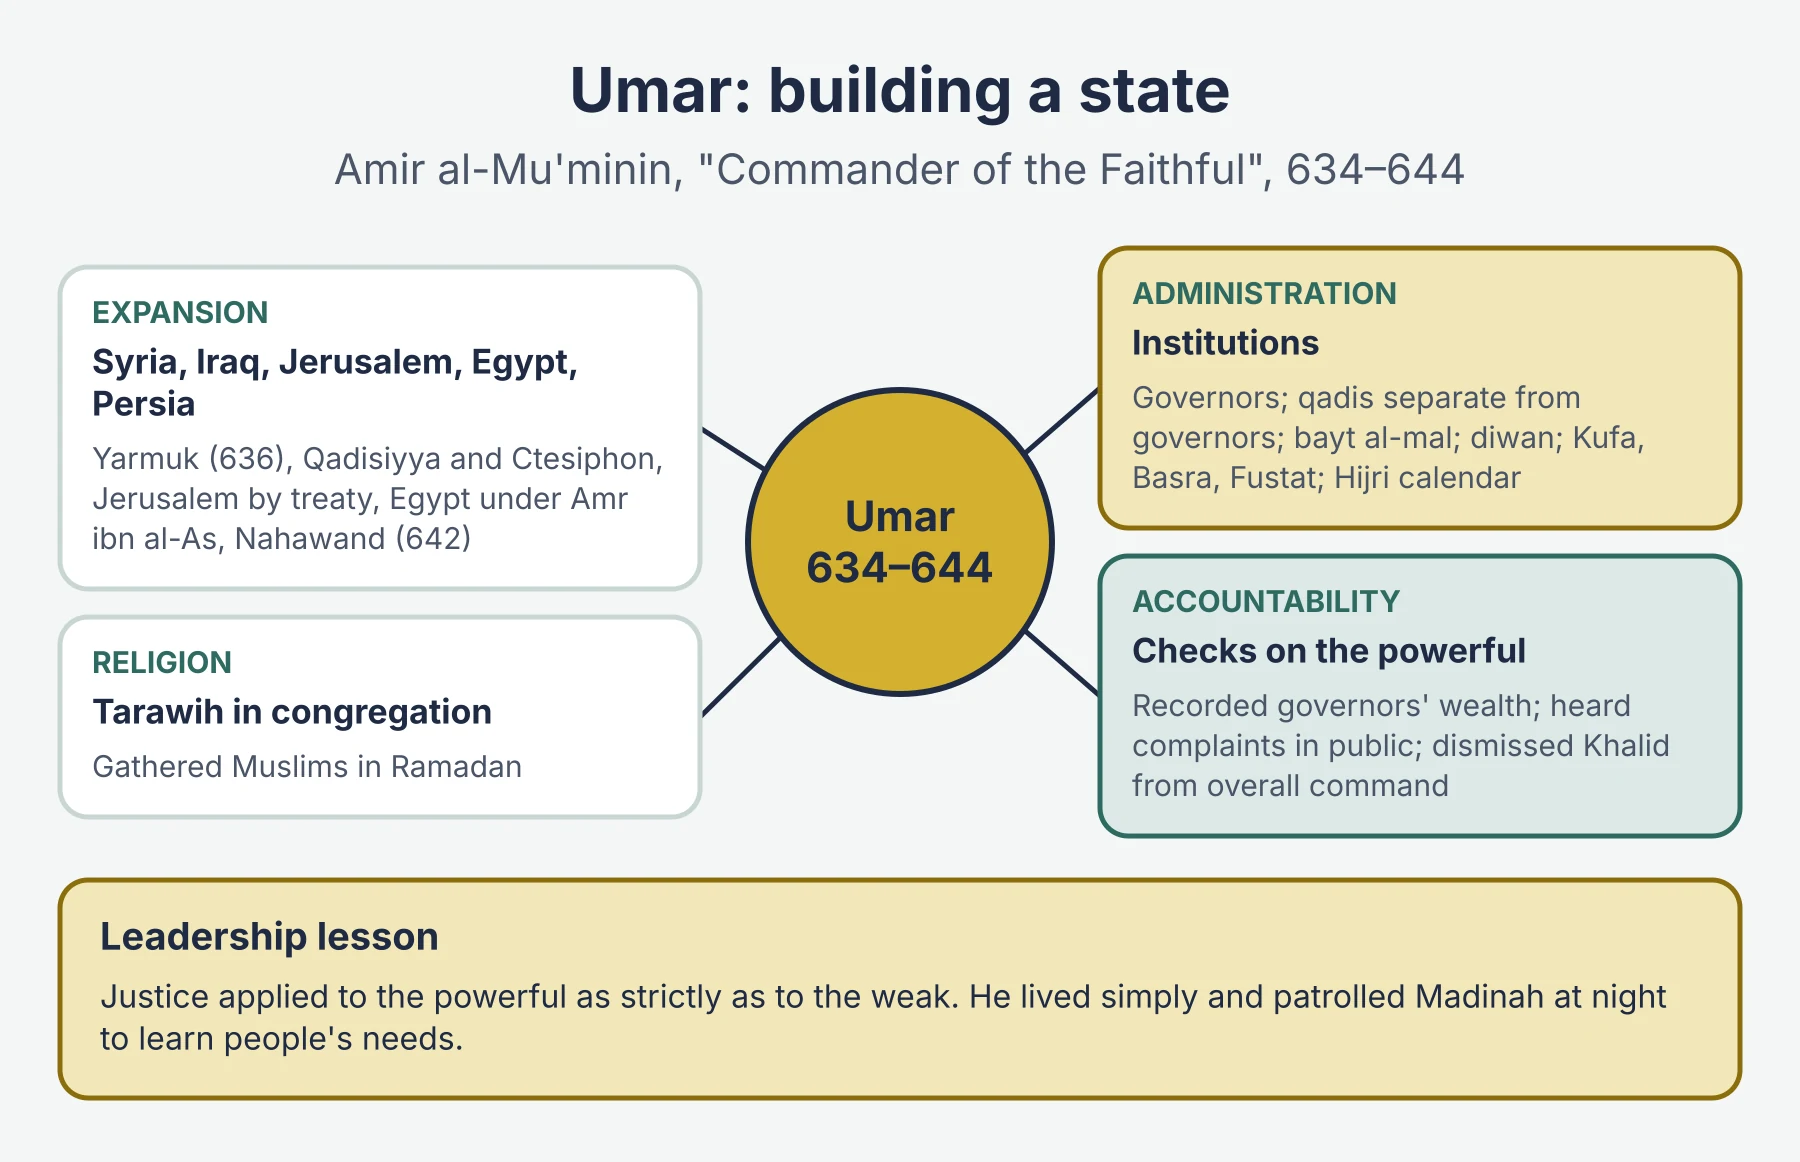 Umar: building a state
Amir al-Mu'minin, "Commander of the Faithful", 634–644
EXPANSION
Syria, Iraq, Jerusalem, Egypt,
Persia
Yarmuk (636), Qadisiyya and Ctesiphon,
Jerusalem by treaty, Egypt under Amr
ibn al-As, Nahawand (642)
RELIGION
Tarawih in congregation
Gathered Muslims in Ramadan
Umar
634–644
ADMINISTRATION
Institutions
Governors; qadis separate from
governors; bayt al-mal; diwan; Kufa,
Basra, Fustat; Hijri calendar
ACCOUNTABILITY
Checks on the powerful
Recorded governors' wealth; heard
complaints in public; dismissed Khalid
from overall command
Leadership lesson
Justice applied to the powerful as strictly as to the weak. He lived simply and patrolled Madinah at night
to learn people's needs.